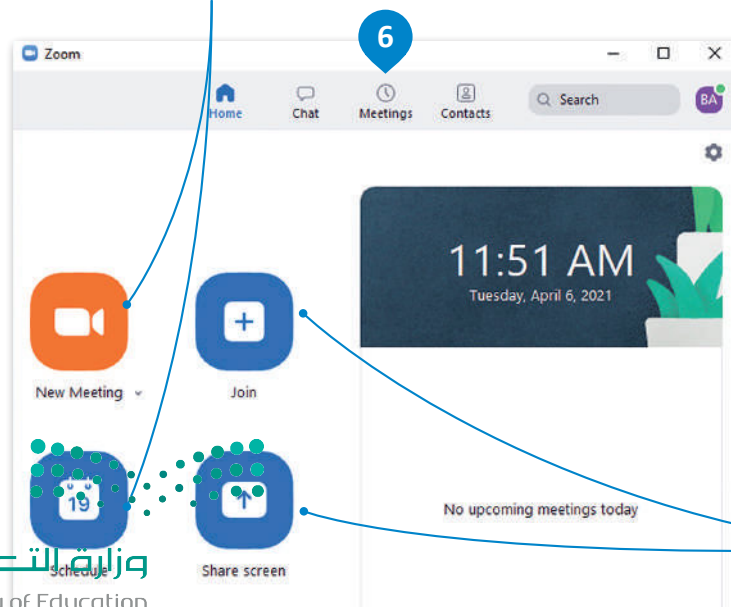 6
Zoom
Home
Chat
Meetings
Contacts
Search
BA
11:51 AM
Tuesday, April 6, 2021
New Meeting
Join
19
No upcoming meetings today
وزارة التـ
Schedule
Share screen
of Education